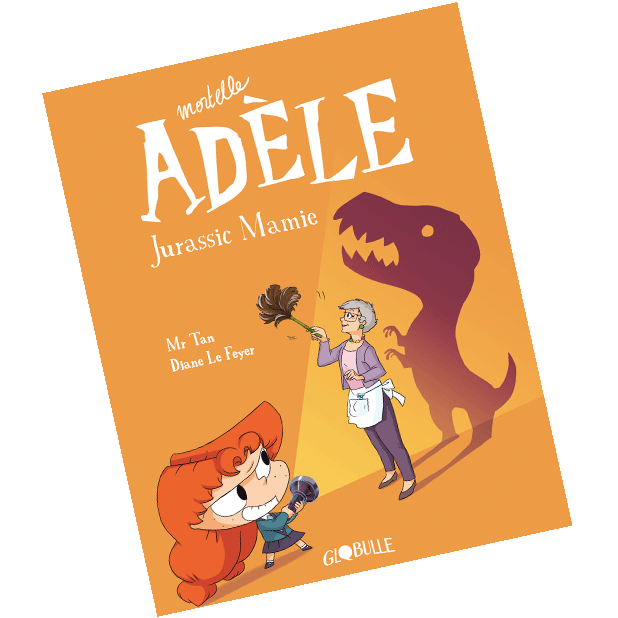 mortelle
ADÈLE
Jurassic Mamie
Mr Tan
Diane Le Feyer
GLOBULLE